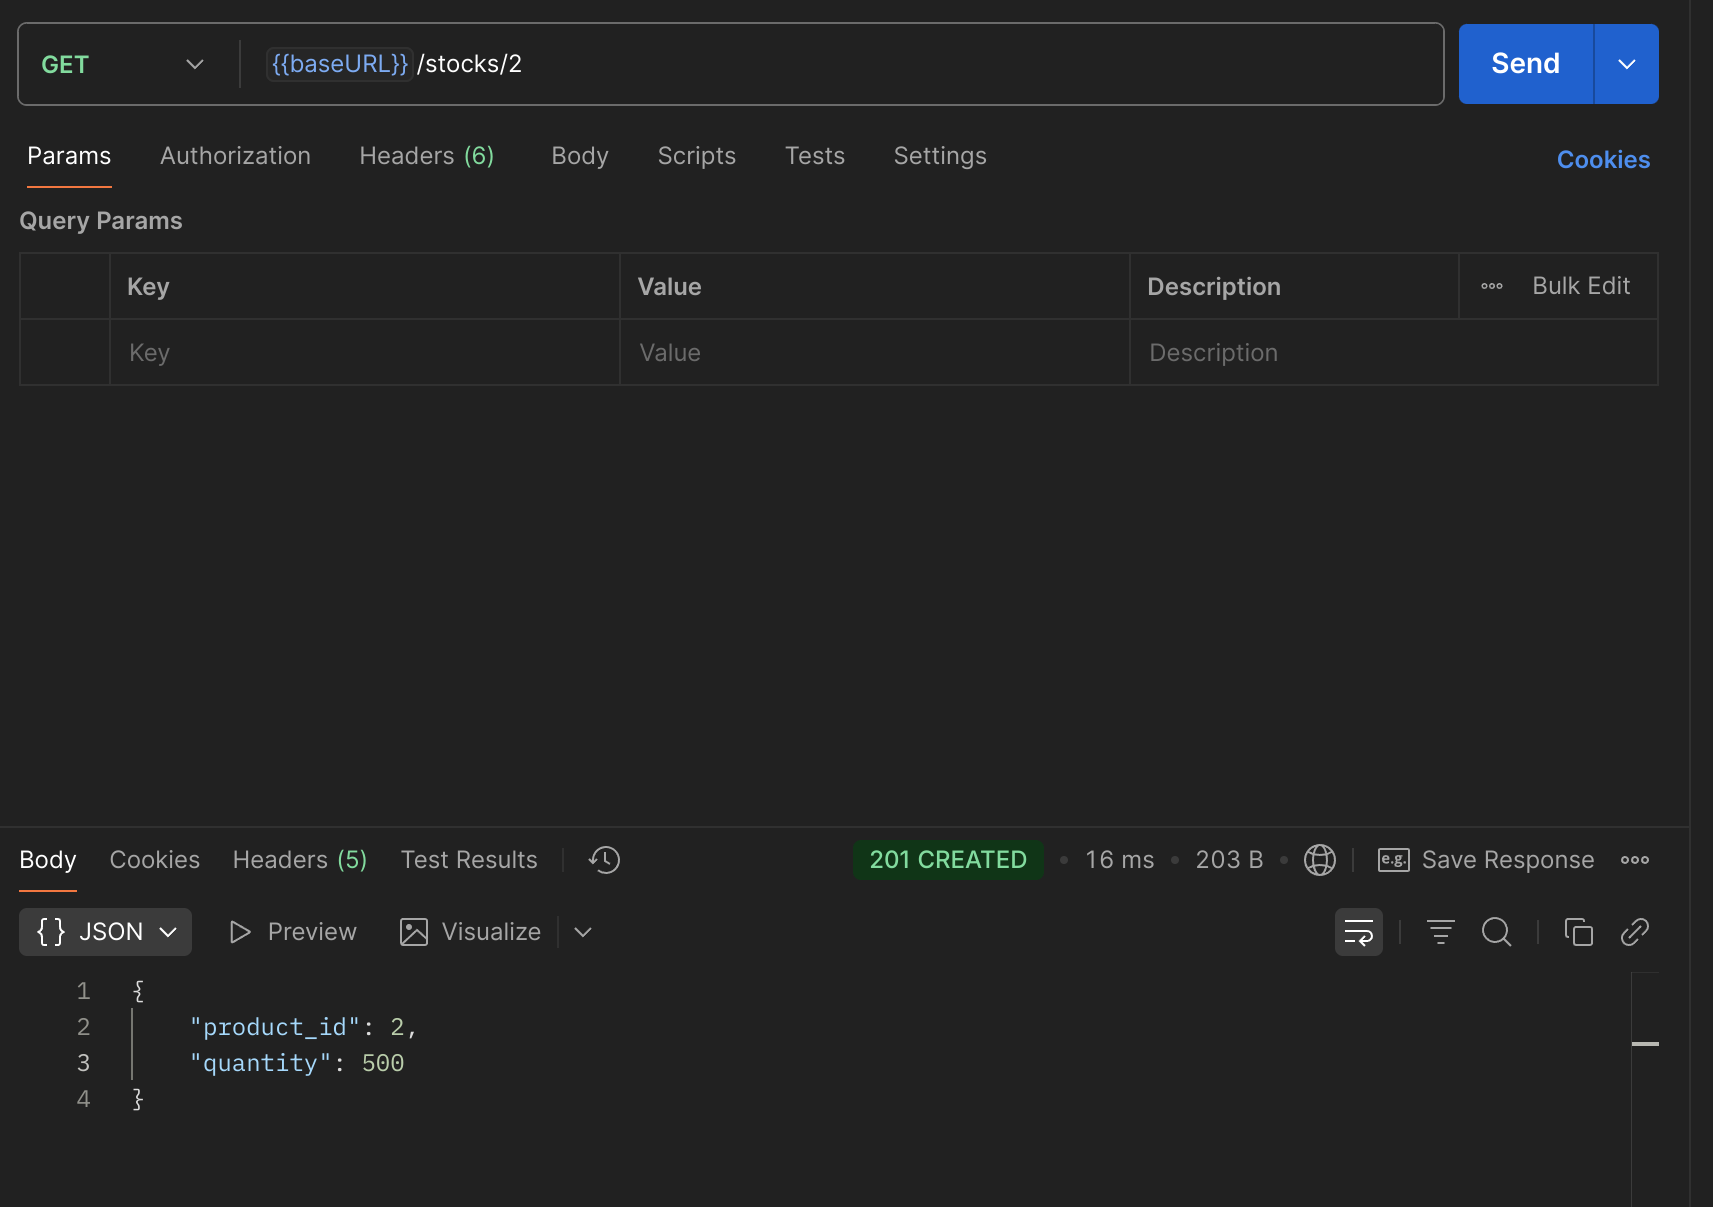 GET {{baseURL}}/stocks/2 Send
Params Authorization Headers (6) Body Scripts Tests Settings Cookies
Query Params
Key Value Description Bulk Edit
Key Value Description
Body Cookies Headers (5) Test Results 201 CREATED • 16 ms • 203 B • e.g. Save Response
{} JSON Preview Visualize
1 {
2 "product_id": 2,
3 "quantity": 500
4 }